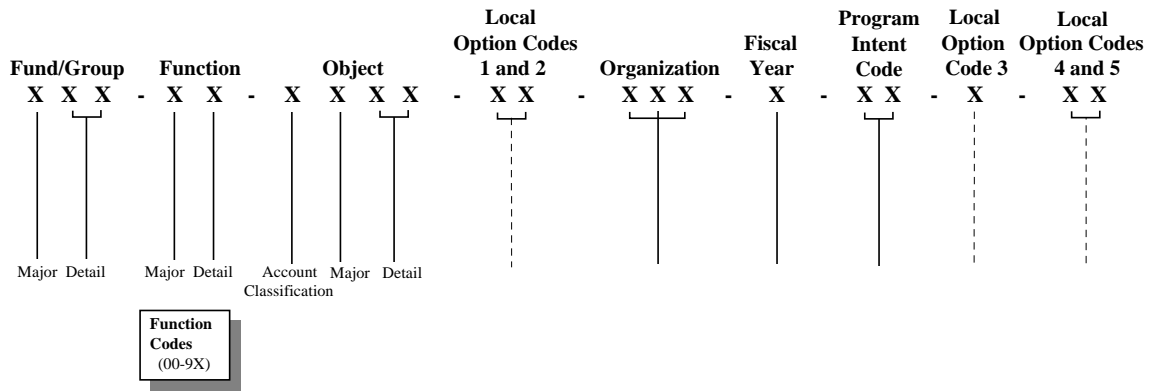 Local Program Local Local
Option Codes Fiscal Intent Option Option Codes
Fund/Group Function Object 1 and 2 Organization Year Code Code 3 4 and 5
X X X - X X - X X X X - X X - X X X - X - X X - X - X X
Major Detail Major Detail Account Major Detail
Classification
Function
Codes
(00-9X)